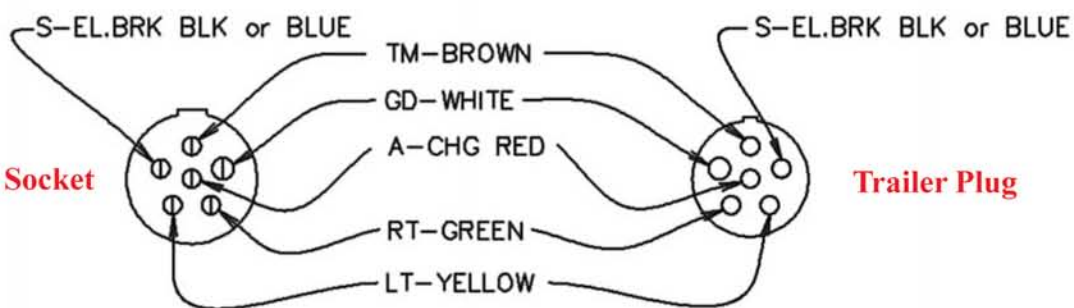 S-EL.BRK BLK or BLUE
S-EL.BRK BLK or BLUE
TM-BROWN
GD-WHITE
A-CHG RED
Socket
Trailer Plug
RT-GREEN
LT-YELLOW